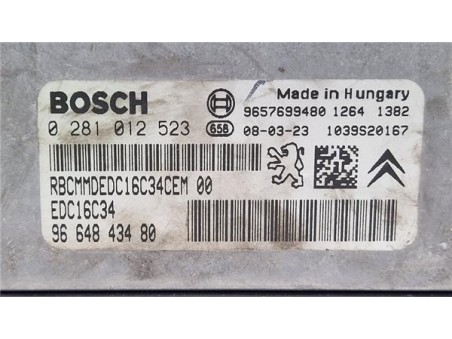 BOSCH
Made in Hungary
9657699480 1264 1382
0 281 012 523
658
08-03-23 1039S20167
RBCMMDEDC16C34CEM 00
EDC16C34
96 648 434 80